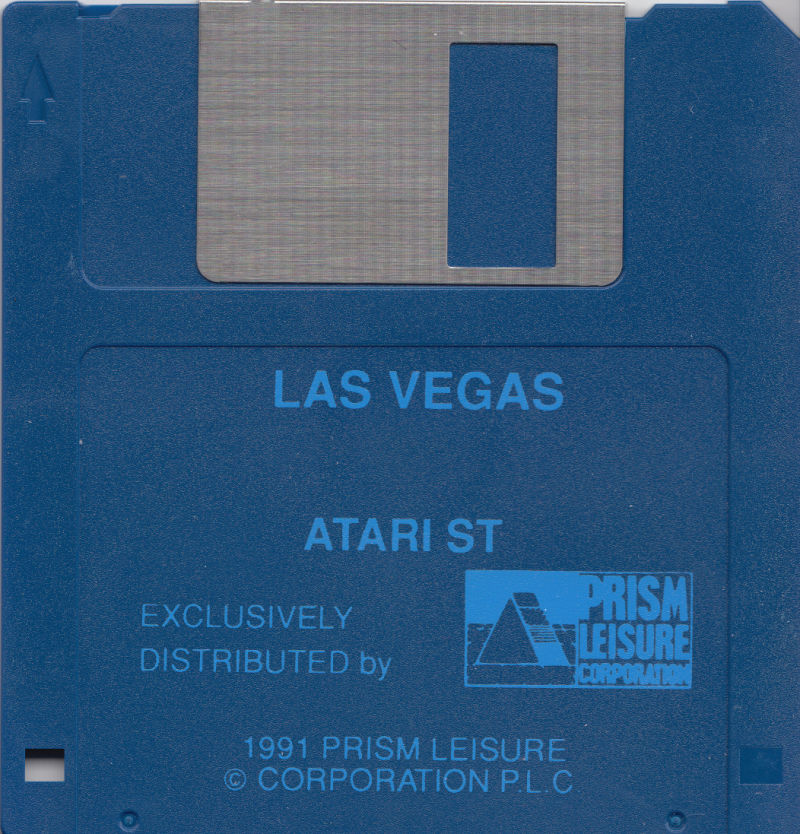 LAS VEGAS
ATARI ST
EXCLUSIVELY
DISTRIBUTED by
PRISM
LEISURE
CORPORATION
1991 PRISM LEISURE
© CORPORATION P.L.C